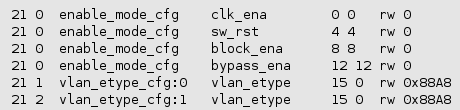 21 0 enable_mode_cfg clk_ena 0 0 rw 0
21 0 enable_mode_cfg sw_rst 4 4 rw 0
21 0 enable_mode_cfg block_ena 8 8 rw 0
21 0 enable_mode_cfg bypass_ena 12 12 rw 0
21 1 vlan_etype_cfg:0 vlan_etype 15 0 rw 0x88A8
21 2 vlan_etype_cfg:1 vlan_etype 15 0 rw 0x88A8